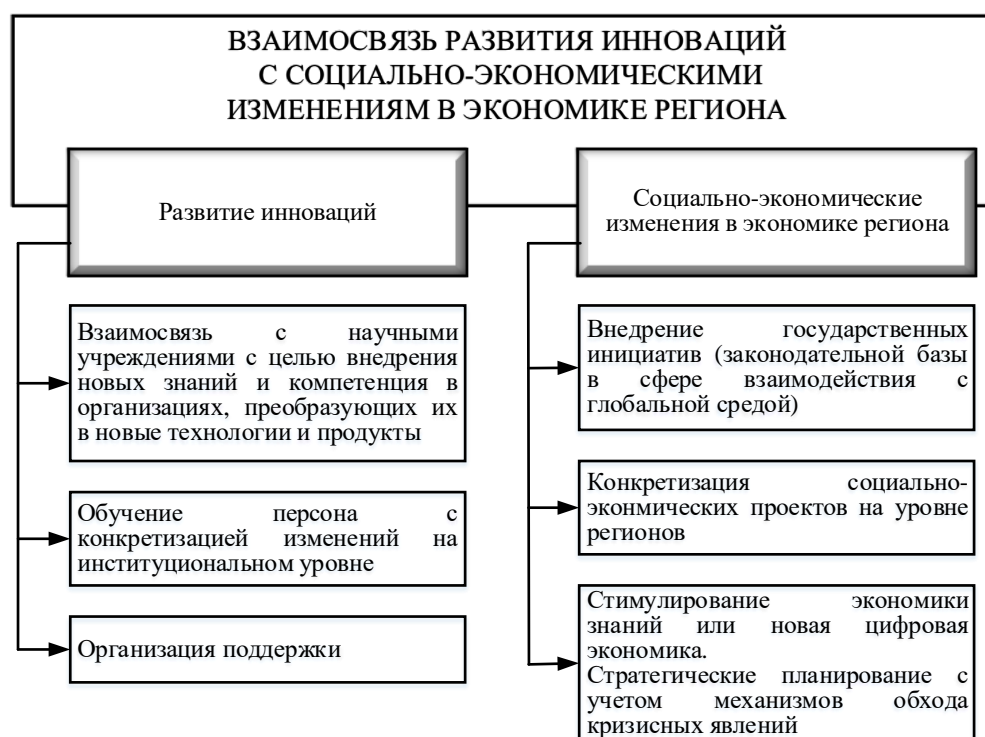 ВЗАИМОСВЯЗЬ РАЗВИТИЯ ИННОВАЦИЙ
С СОЦИАЛЬНО-ЭКОНОМИЧЕСКИМИ
ИЗМЕНЕНИЯМ В ЭКОНОМИКЕ РЕГИОНА
Развитие инноваций
Взаимосвязь с научными
учреждениями с целью внедрения
новых знаний и компетенция в
организациях, преобразующих их
в новые технологии и продукты
Обучение персона с
конкретизацией изменений на
институциональном уровне
Организация поддержки
Социально-экономические
изменения в экономике региона
Внедрение государственных
инициатив (законодательной базы
в сфере взаимодействия с
глобальной средой)
Конкретизация социально-
эконмических проектов на уровне
регионов
Стимулирование экономики
знаний или новая цифровая
экономика.
Стратегические планирование с
учетом механизмов обхода
кризисных явлений